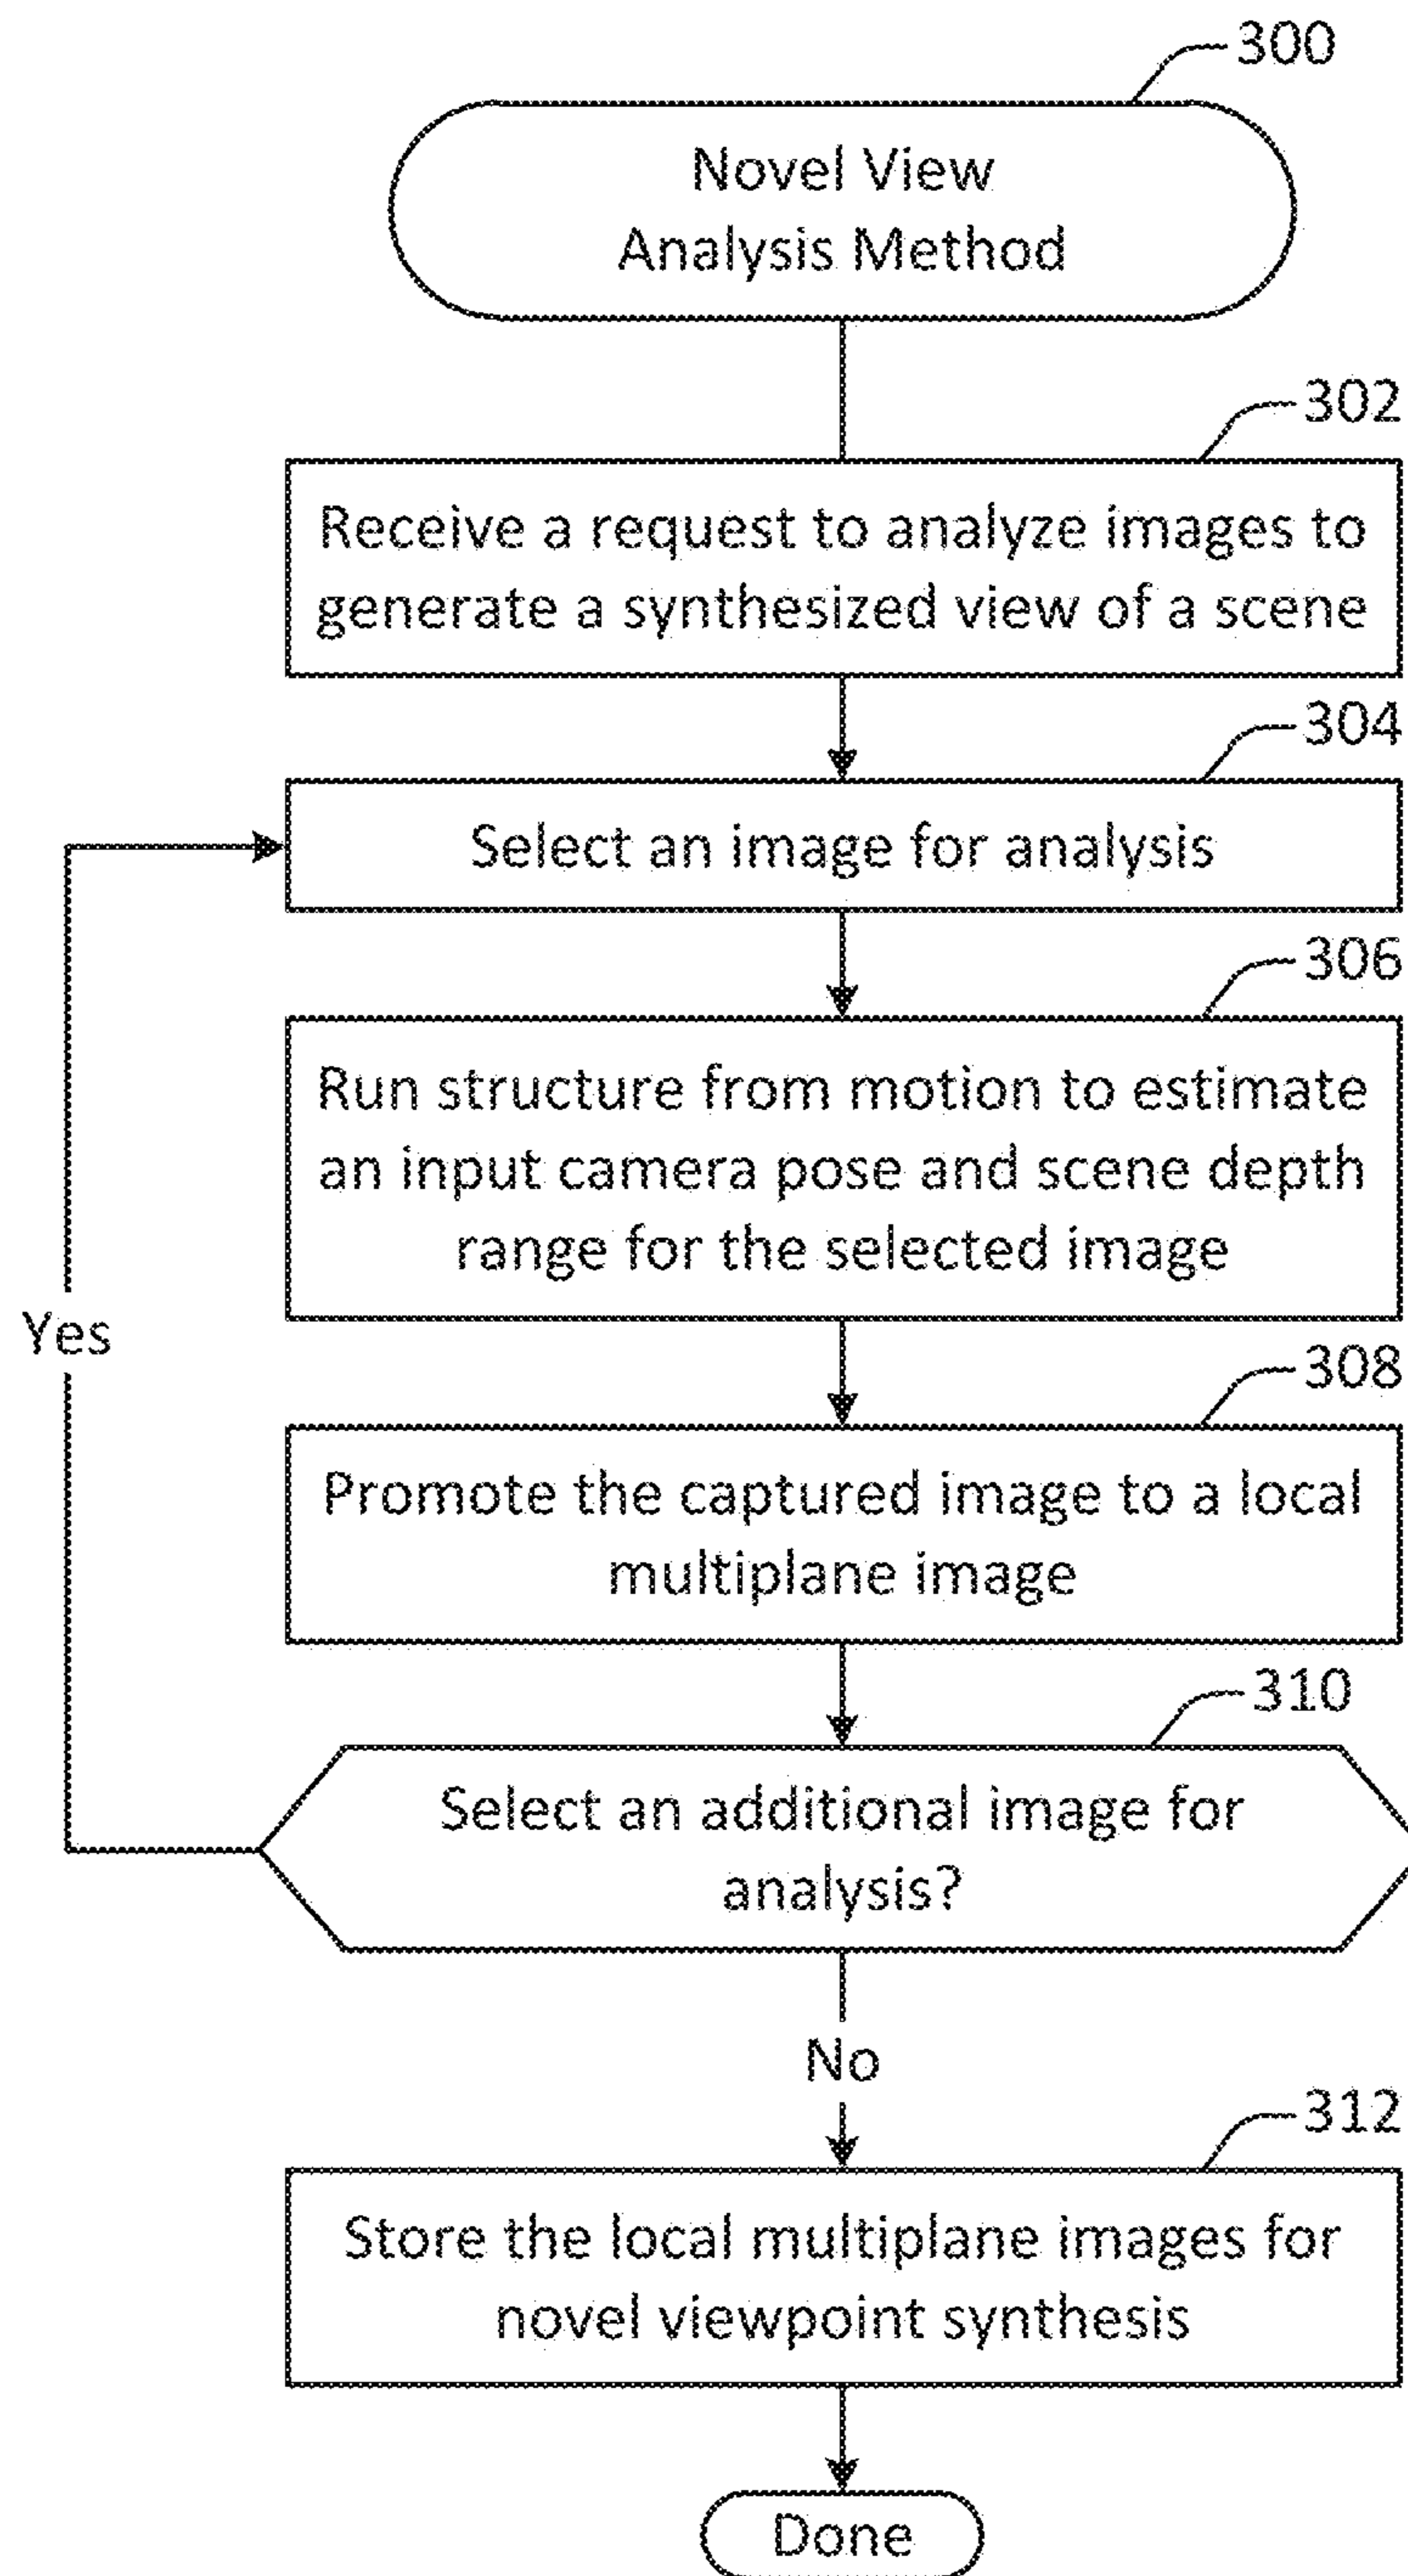 300
Novel View
Analysis Method
302
Receive a request to analyze images to
generate a synthesized view of a scene
304
Select an image for analysis
306
Run structure from motion to estimate
an input camera pose and scene depth
range for the selected image
Yes
308
Promote the captured image to a local
multiplane image
310
Select an additional image for
analysis?
No
312
Store the local multiplane images for
novel viewpoint synthesis
Done